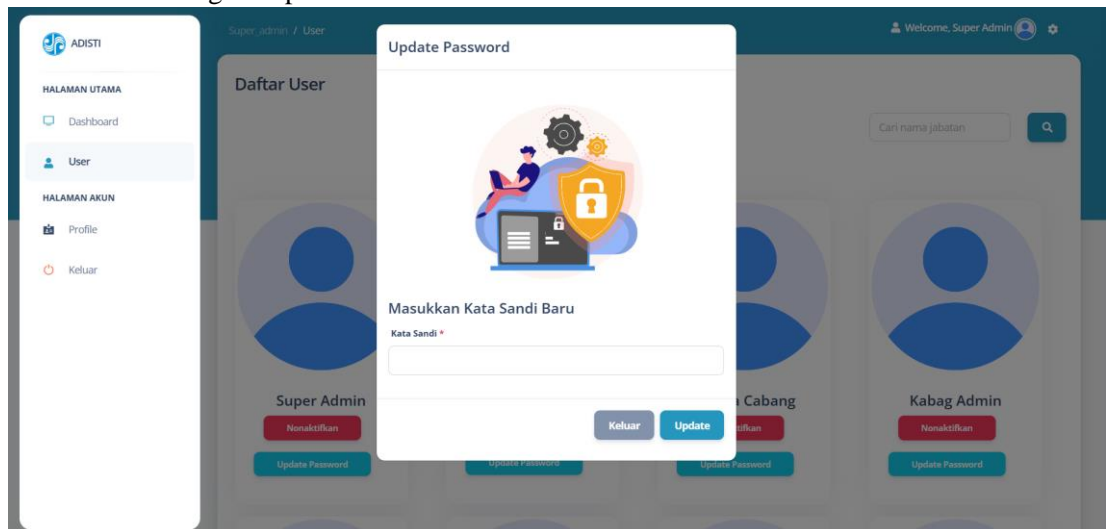 ADISTI
HALAMAN UTAMA
Dashboard
User
HALAMAN AKUN
Profile
Keluar
Super_admin / User
Welcome, Super Admin
Daftar User
Cari nama jabatan
Update Password
Masukkan Kata Sandi Baru
Kata Sandi *
Keluar
Update
Super Admin
Nonaktifkan
Update Password
Update Password
Cabang
Update Password
Kabag Admin
Nonaktifkan
Update Password